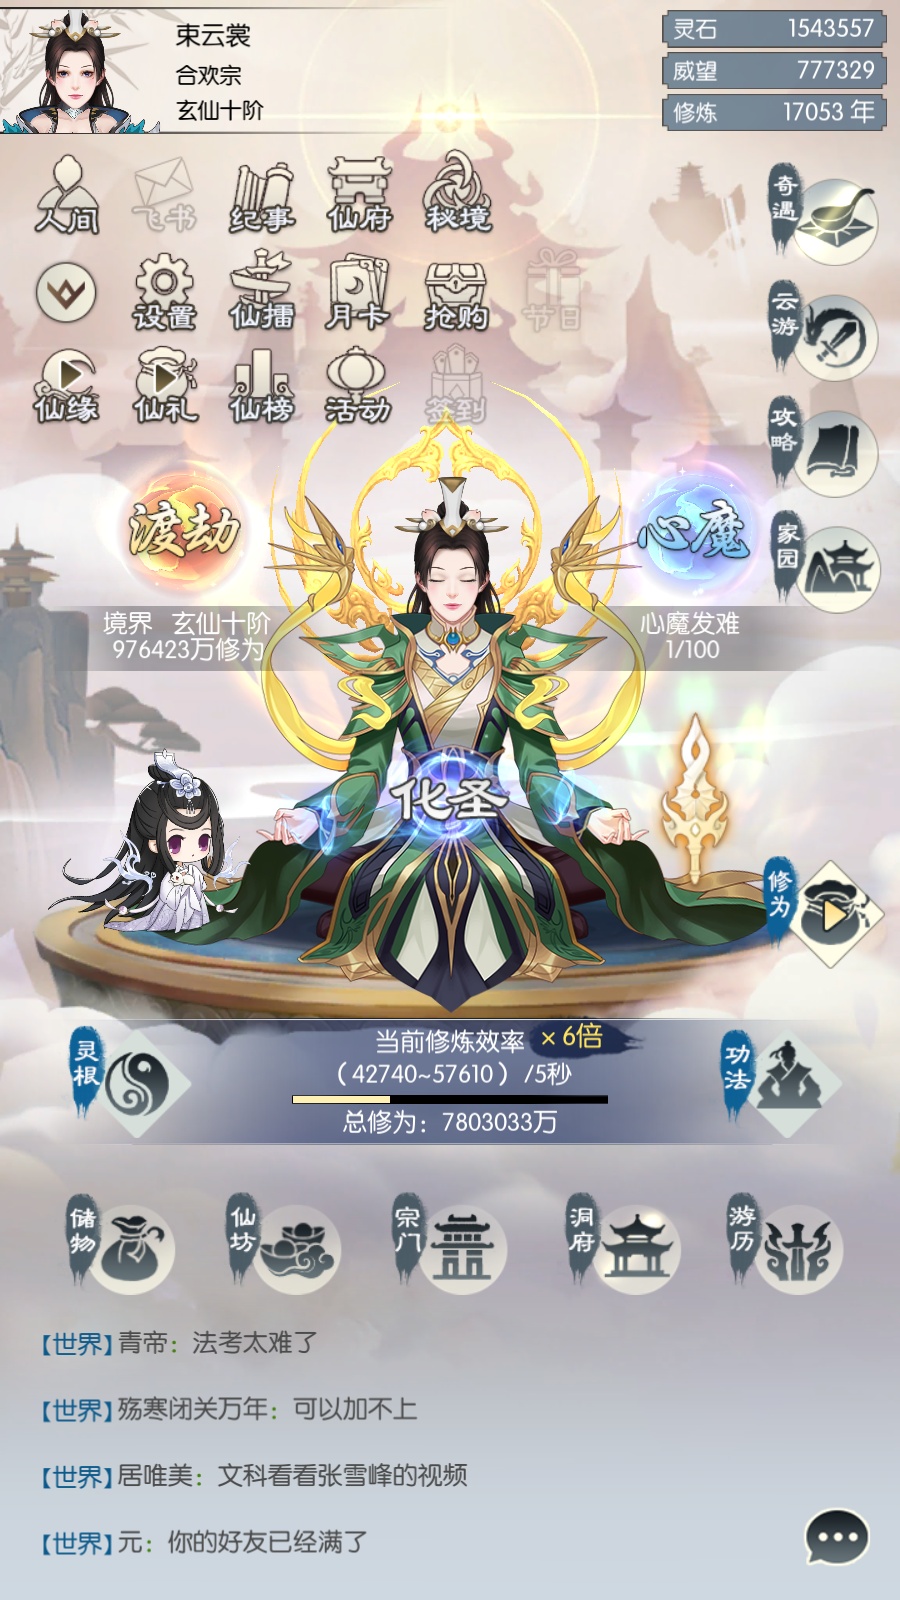 束云裳
合欢宗
玄仙十阶
灵石 1543557
威望 777329
修炼 17053 年
人间 飞书 纪事 仙府 秘境
奇遇
设置 仙擂 月卡 抢购 节日
云游
仙缘 仙礼 仙榜 活动 签到
攻略
渡劫
心魔
家园
境界 玄仙十阶
976423万修为
心魔发难
1/100
化圣
修为
灵根
当前修炼效率 ×6倍
(42740~57610) /5秒
总修为：7803033万
功法
储物
仙坊
宗门
洞府
游历
【世界】青帝：法考太难了
【世界】殇寒闭关万年：可以加不上
【世界】居唯美：文科看看张雪峰的视频
【世界】元：你的好友已经满了